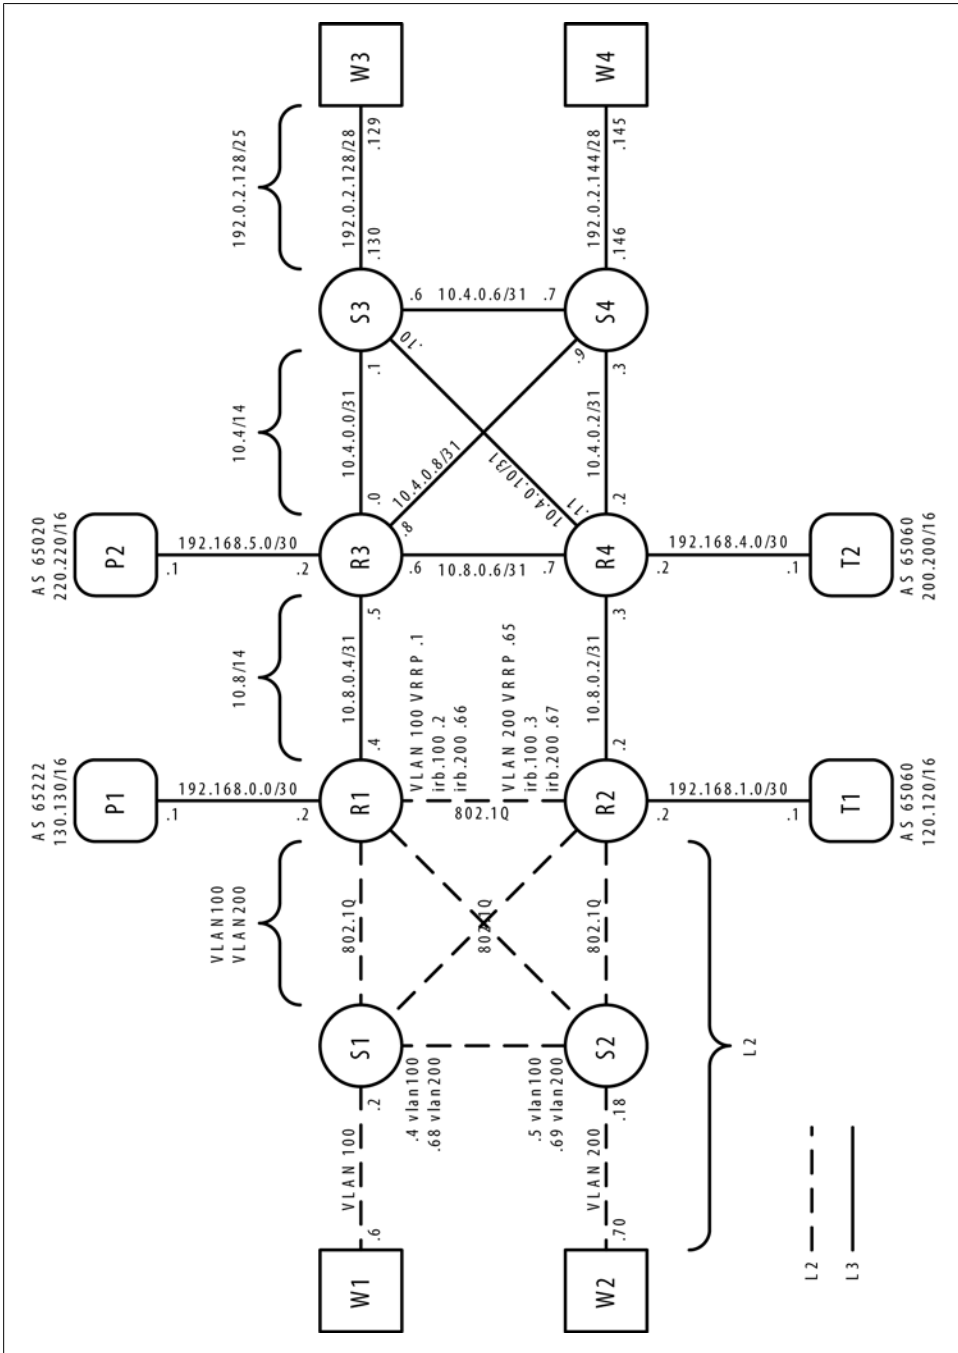 AS 65222
130.130/16
P1
.1
192.168.0.0/30
.2
AS 65020
220.220/16
P2
.1
192.168.5.0/30
.2
VLAN100
VLAN200
10.8/14
10.4/14
192.0.2.128/25
W1
.6
VLAN 100
.2
S1
802.1Q
R1
.4
10.8.0.4/31
.5
R3
.0
10.4.0.0/31
.1
S3
.130
192.0.2.128/28
.129
W3
.4 vlan100
.68 vlan200
.5 vlan100
.69 vlan200
802.1Q
802.1Q
VLAN 100 VRRP .1
irb.100 .2
irb.200 .66
VLAN 200 VRRP .65
irb.100 .3
irb.200 .67
.6
10.8.0.6/31
.7
.8
10.4.0.8/31
.9
.10
10.4.0.10/31
.11
.6
10.4.0.6/31
.7
W2
.70
VLAN 200
.18
S2
802.1Q
R2
.2
10.8.0.2/31
.3
R4
.2
10.4.0.2/31
.3
S4
.146
192.0.2.144/28
.145
W4
L2
.2
192.168.1.0/30
.1
T1
AS 65060
120.120/16
.2
192.168.4.0/30
.1
T2
AS 65060
200.200/16
L2
L3